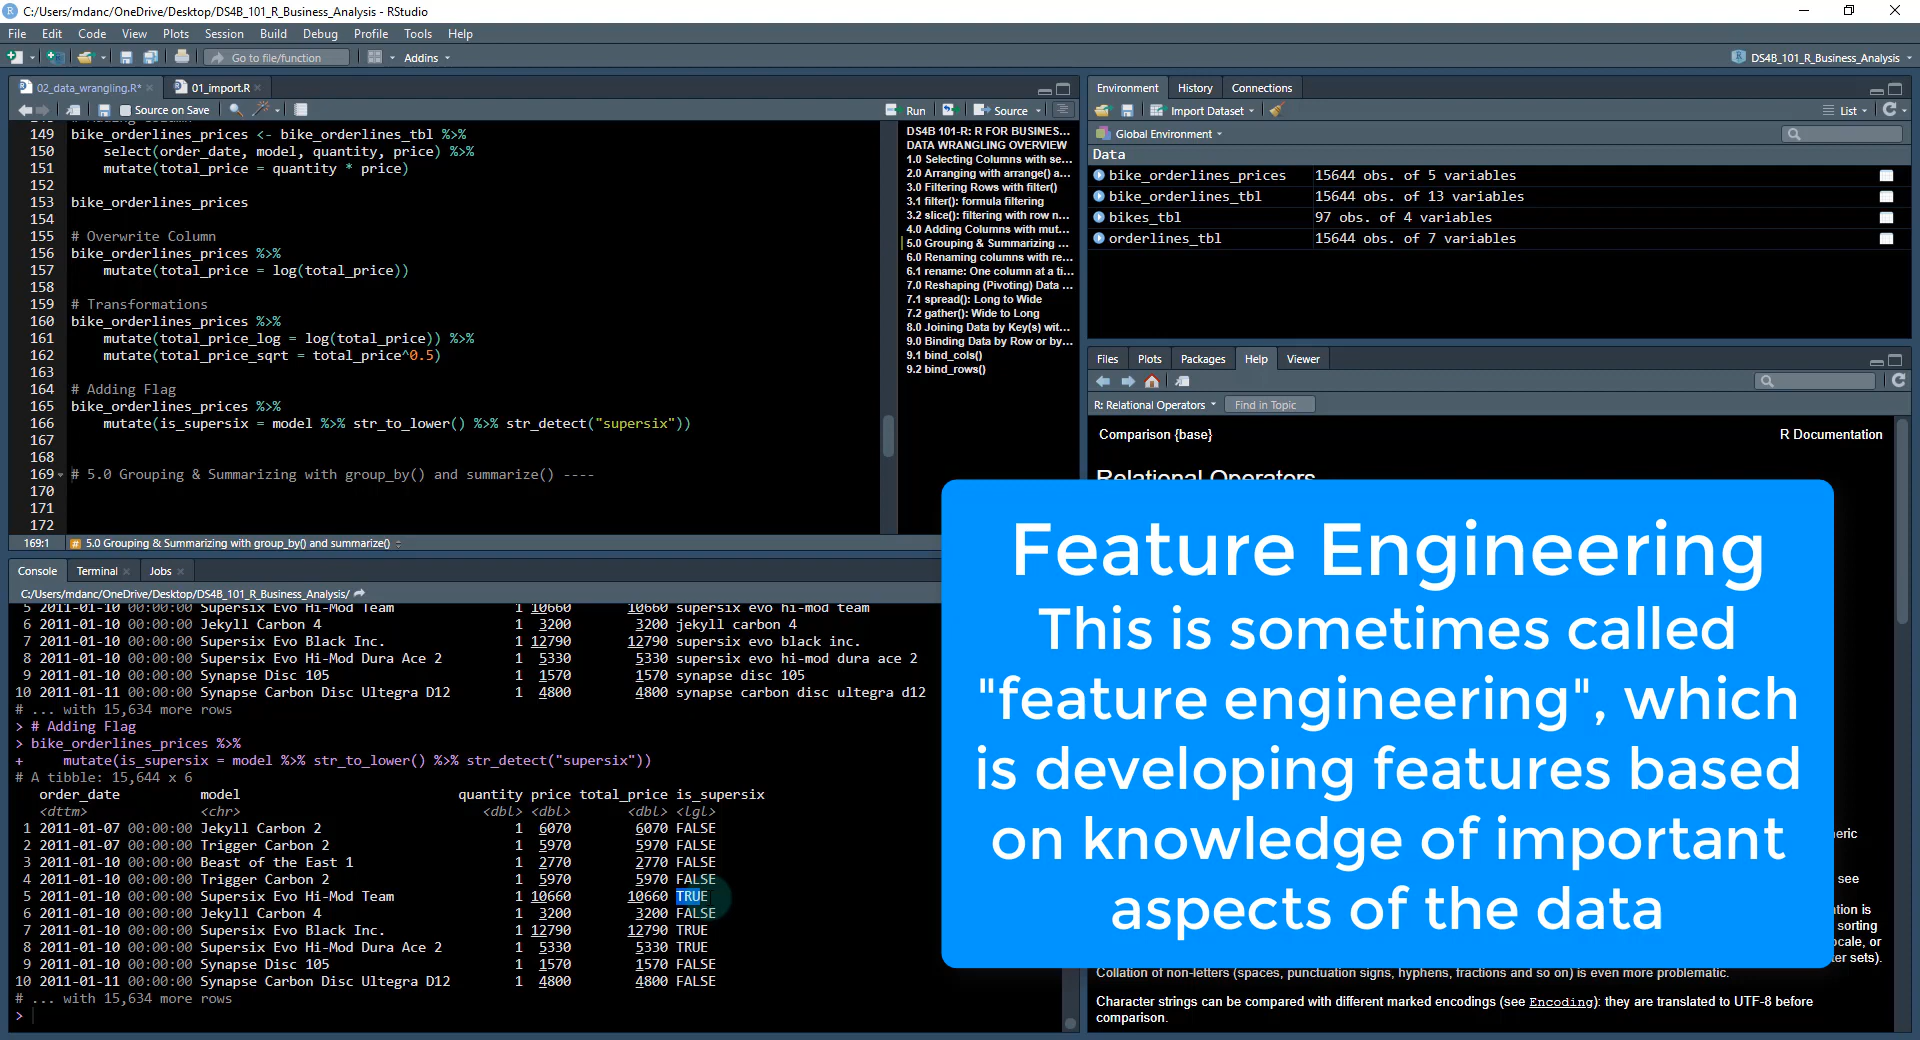 C:/Users/mdanc/OneDrive/Desktop/DS4B_101_R_Business_Analysis - RStudio
File Edit Code View Plots Session Build Debug Profile Tools Help
Go to file/function Addins DS4B_101_R_Business_Analysis
02_data_wrangling.R* 01_import.R
Source on Save Run Source
149 bike_orderlines_prices <- bike_orderlines_tbl %>%
150 select(order_date, model, quantity, price) %>%
151 mutate(total_price = quantity * price)
152
153 bike_orderlines_prices
154
155 # Overwrite Column
156 bike_orderlines_prices %>%
157 mutate(total_price = log(total_price))
158
159 # Transformations
160 bike_orderlines_prices %>%
161 mutate(total_price_log = log(total_price)) %>%
162 mutate(total_price_sqrt = total_price^0.5)
163
164 # Adding Flag
165 bike_orderlines_prices %>%
166 mutate(is_supersix = model %>% str_to_lower() %>% str_detect("supersix"))
167
168
169 # 5.0 Grouping & Summarizing with group_by() and summarize() ----
170
171
172
169:1 5.0 Grouping & Summarizing with group_by() and summarize()
DS4B 101-R: R FOR BUSINES...
DATA WRANGLING OVERVIEW
1.0 Selecting Columns with se...
2.0 Arranging with arrange() a...
3.0 Filtering Rows with filter()
3.1 filter(): formula filtering
3.2 slice(): filtering with row n...
4.0 Adding Columns with mut...
5.0 Grouping & Summarizing ...
6.0 Renaming columns with re...
6.1 rename: One column at a ti...
7.0 Reshaping (Pivoting) Data ...
7.1 spread(): Long to Wide
7.2 gather(): Wide to Long
8.0 Joining Data by Key(s) wit...
9.0 Binding Data by Row or by...
9.1 bind_cols()
9.2 bind_rows()
Console Terminal Jobs
C:/Users/mdanc/OneDrive/Desktop/DS4B_101_R_Business_Analysis/
5 2011-01-10 00:00:00 Supersix Evo Hi-Mod Team 1 10660 10660 supersix evo hi-mod team
6 2011-01-10 00:00:00 Jekyll Carbon 4 1 3200 3200 jekyll carbon 4
7 2011-01-10 00:00:00 Supersix Evo Black Inc. 1 12790 12790 supersix evo black inc.
8 2011-01-10 00:00:00 Supersix Evo Hi-Mod Dura Ace 2 1 5330 5330 supersix evo hi-mod dura ace 2
9 2011-01-10 00:00:00 Synapse Disc 105 1 1570 1570 synapse disc 105
10 2011-01-11 00:00:00 Synapse Carbon Disc Ultegra D12 1 4800 4800 synapse carbon disc ultegra d12
# ... with 15,634 more rows
> # Adding Flag
> bike_orderlines_prices %>%
+ mutate(is_supersix = model %>% str_to_lower() %>% str_detect("supersix"))
# A tibble: 15,644 x 6
order_date model quantity price total_price is_supersix
<dttm> <chr> <dbl> <dbl> <dbl> <lgl>
1 2011-01-07 00:00:00 Jekyll Carbon 2 1 6070 6070 FALSE
2 2011-01-07 00:00:00 Trigger Carbon 2 1 5970 5970 FALSE
3 2011-01-10 00:00:00 Beast of the East 1 1 2770 2770 FALSE
4 2011-01-10 00:00:00 Trigger Carbon 2 1 5970 5970 FALSE
5 2011-01-10 00:00:00 Supersix Evo Hi-Mod Team 1 10660 10660 TRUE
6 2011-01-10 00:00:00 Jekyll Carbon 4 1 3200 3200 FALSE
7 2011-01-10 00:00:00 Supersix Evo Black Inc. 1 12790 12790 TRUE
8 2011-01-10 00:00:00 Supersix Evo Hi-Mod Dura Ace 2 1 5330 5330 TRUE
9 2011-01-10 00:00:00 Synapse Disc 105 1 1570 1570 FALSE
10 2011-01-11 00:00:00 Synapse Carbon Disc Ultegra D12 1 4800 4800 FALSE
# ... with 15,634 more rows
>
Environment History Connections
Import Dataset List
Global Environment
Data
bike_orderlines_prices 15644 obs. of 5 variables
bike_orderlines_tbl 15644 obs. of 13 variables
bikes_tbl 97 obs. of 4 variables
orderlines_tbl 15644 obs. of 7 variables
Files Plots Packages Help Viewer
R: Relational Operators Find in Topic
Comparison {base} R Documentation
Relational Operators
Feature Engineering
This is sometimes called
"feature engineering", which
is developing features based
on knowledge of important
aspects of the data
eric
see
tion is
sorting
ocale, or
ter sets).
Collation of non-letters (spaces, punctuation signs, hyphens, fractions and so on) is even more problematic.
Character strings can be compared with different marked encodings (see Encoding): they are translated to UTF-8 before
comparison.